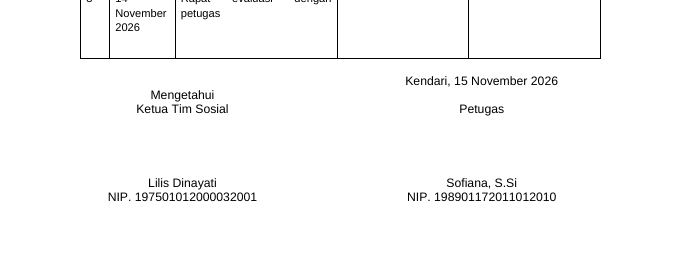 November
2026
petugas
Kendari, 15 November 2026
Mengetahui
Ketua Tim Sosial
Petugas
Lilis Dinayati
NIP. 197501012000032001
Sofiana, S.Si
NIP. 198901172011012010